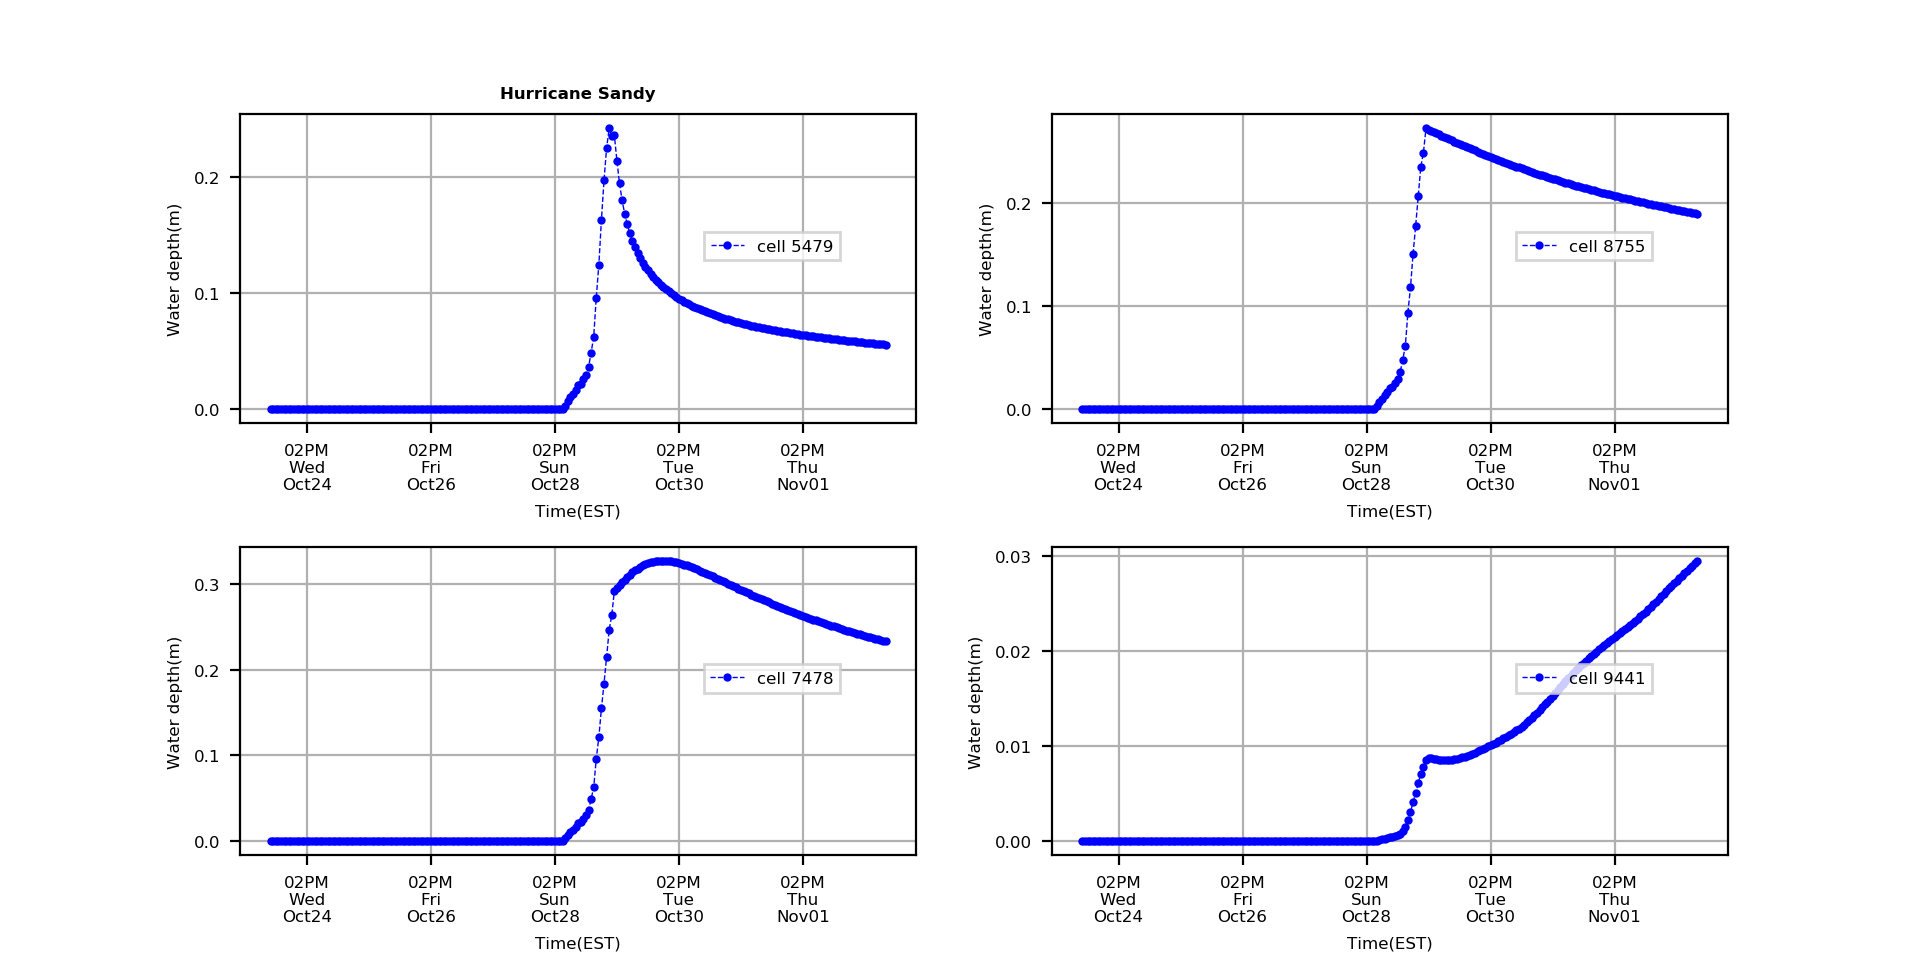 Hurricane Sandy
Water depth(m)
0.2
0.1
0.0
cell 5479
02PM Wed Oct24
02PM Fri Oct26
02PM Sun Oct28
02PM Tue Oct30
02PM Thu Nov01
Time(EST)
Water depth(m)
0.2
0.1
0.0
cell 8755
02PM Wed Oct24
02PM Fri Oct26
02PM Sun Oct28
02PM Tue Oct30
02PM Thu Nov01
Time(EST)
Water depth(m)
0.3
0.2
0.1
0.0
cell 7478
02PM Wed Oct24
02PM Fri Oct26
02PM Sun Oct28
02PM Tue Oct30
02PM Thu Nov01
Time(EST)
Water depth(m)
0.03
0.02
0.01
0.00
cell 9441
02PM Wed Oct24
02PM Fri Oct26
02PM Sun Oct28
02PM Tue Oct30
02PM Thu Nov01
Time(EST)